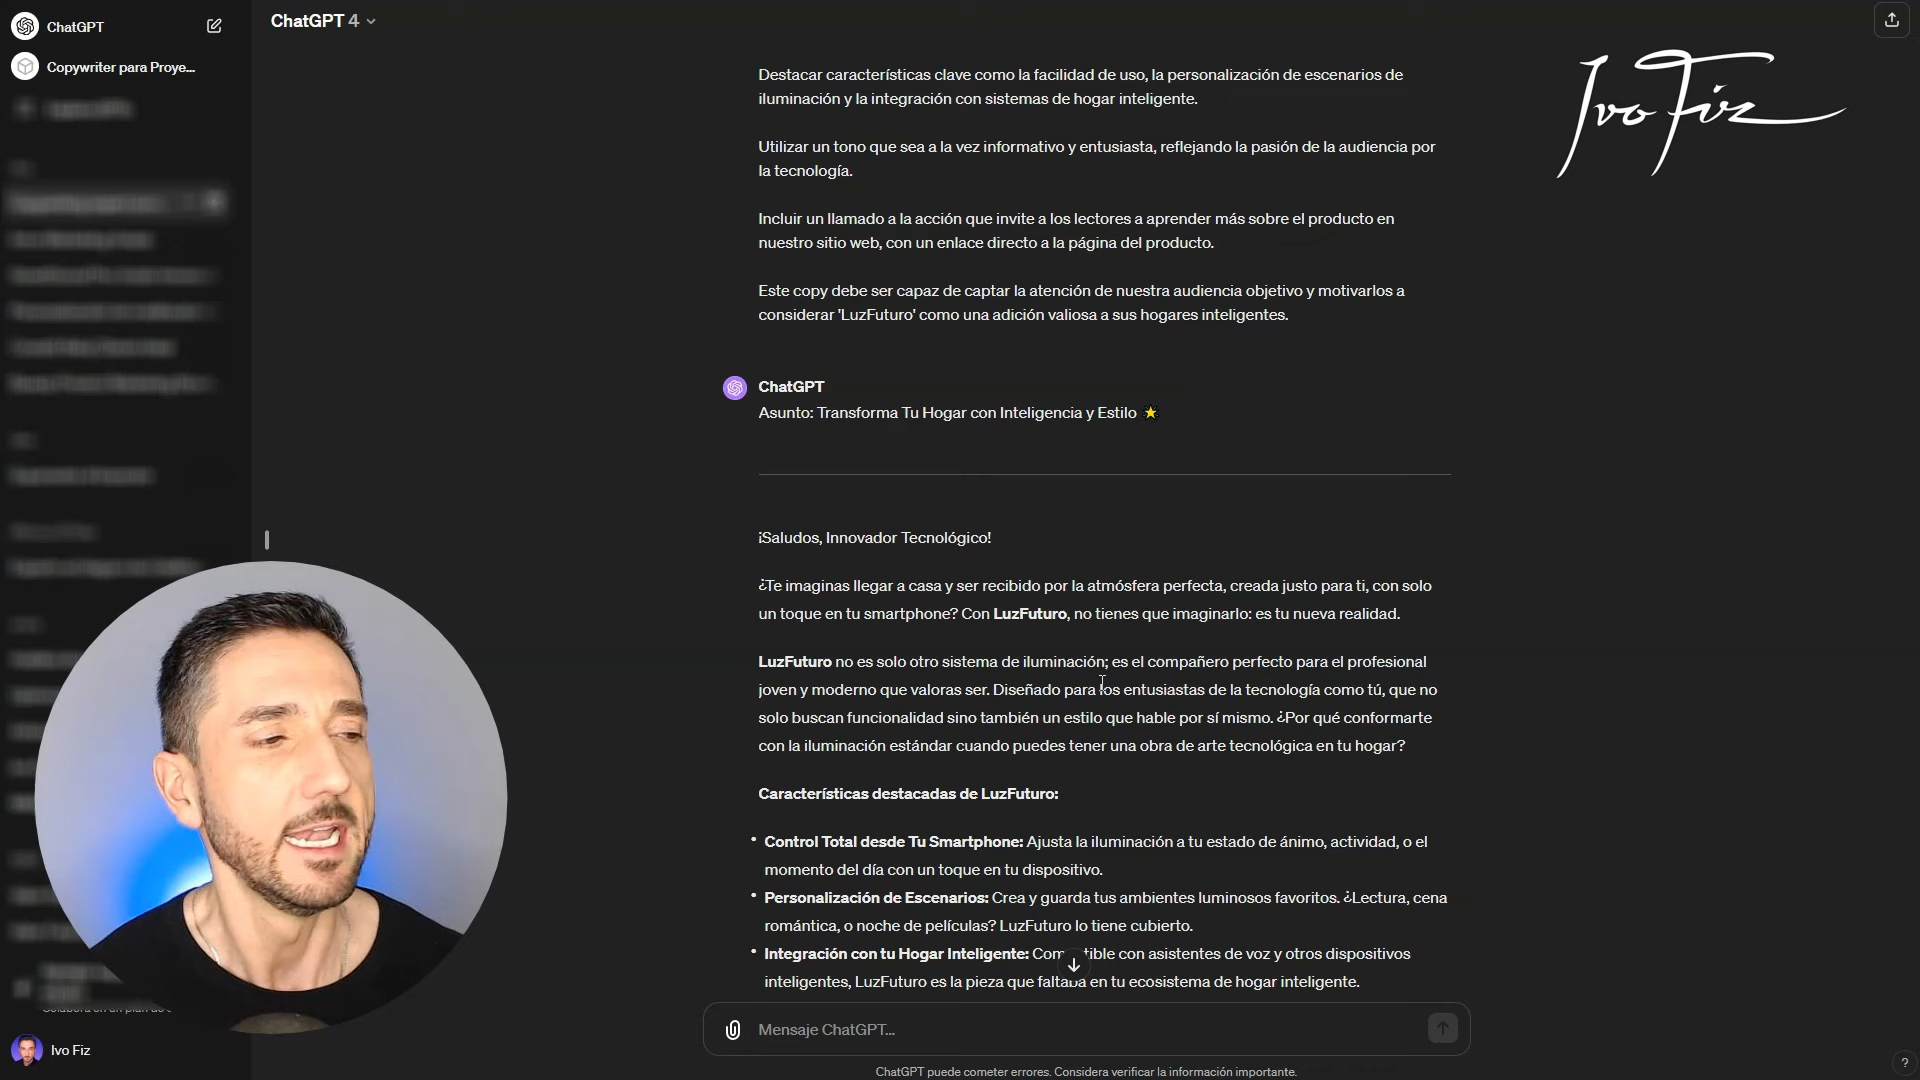 ChatGPT
Copywriter para Proye...
ChatGPT 4
Ivo Fiz
Destacar características clave como la facilidad de uso, la personalización de escenarios de
iluminación y la integración con sistemas de hogar inteligente.
Utilizar un tono que sea a la vez informativo y entusiasta, reflejando la pasión de la audiencia por
la tecnología.
Incluir un llamado a la acción que invite a los lectores a aprender más sobre el producto en
nuestro sitio web, con un enlace directo a la página del producto.
Este copy debe ser capaz de captar la atención de nuestra audiencia objetivo y motivarlos a
considerar 'LuzFuturo' como una adición valiosa a sus hogares inteligentes.
ChatGPT
Asunto: Transforma Tu Hogar con Inteligencia y Estilo
¡Saludos, Innovador Tecnológico!
¿Te imaginas llegar a casa y ser recibido por la atmósfera perfecta, creada justo para ti, con solo
un toque en tu smartphone? Con LuzFuturo, no tienes que imaginarlo: es tu nueva realidad.
LuzFuturo no es solo otro sistema de iluminación; es el compañero perfecto para el profesional
joven y moderno que valoras ser. Diseñado para los entusiastas de la tecnología como tú, que no
solo buscan funcionalidad sino también un estilo que hable por sí mismo. ¿Por qué conformarte
con la iluminación estándar cuando puedes tener una obra de arte tecnológica en tu hogar?
Características destacadas de LuzFuturo:
• Control Total desde Tu Smartphone: Ajusta la iluminación a tu estado de ánimo, actividad, o el
momento del día con un toque en tu dispositivo.
• Personalización de Escenarios: Crea y guarda tus ambientes luminosos favoritos. ¿Lectura, cena
romántica, o noche de películas? LuzFuturo lo tiene cubierto.
• Integración con tu Hogar Inteligente: Compatible con asistentes de voz y otros dispositivos
inteligentes, LuzFuturo es la pieza que faltaba en tu ecosistema de hogar inteligente.
Mensaje ChatGPT...
Ivo Fiz
ChatGPT puede cometer errores. Considera verificar la información importante.
?